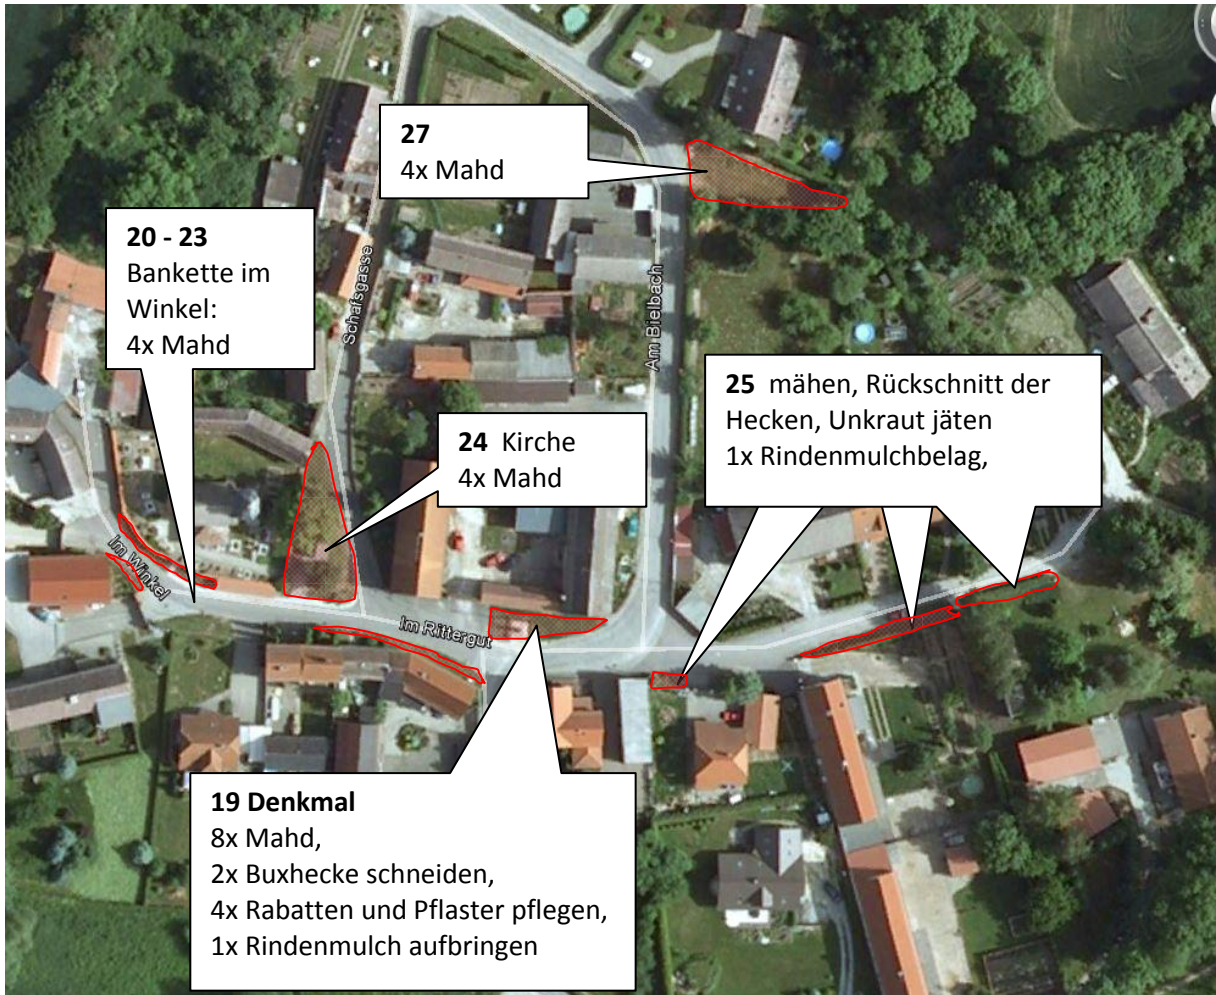 27
4x Mahd
20 - 23
Bankette im
Winkel:
4x Mahd
Schafsgasse
Am Bielbach
25 mähen, Rückschnitt der
Hecken, Unkraut jäten
1x Rindenmulchbelag,
24 Kirche
4x Mahd
Im Winkel
Im Rittergut
19 Denkmal
8x Mahd,
2x Buxhecke schneiden,
4x Rabatten und Pflaster pflegen,
1x Rindenmulch aufbringen